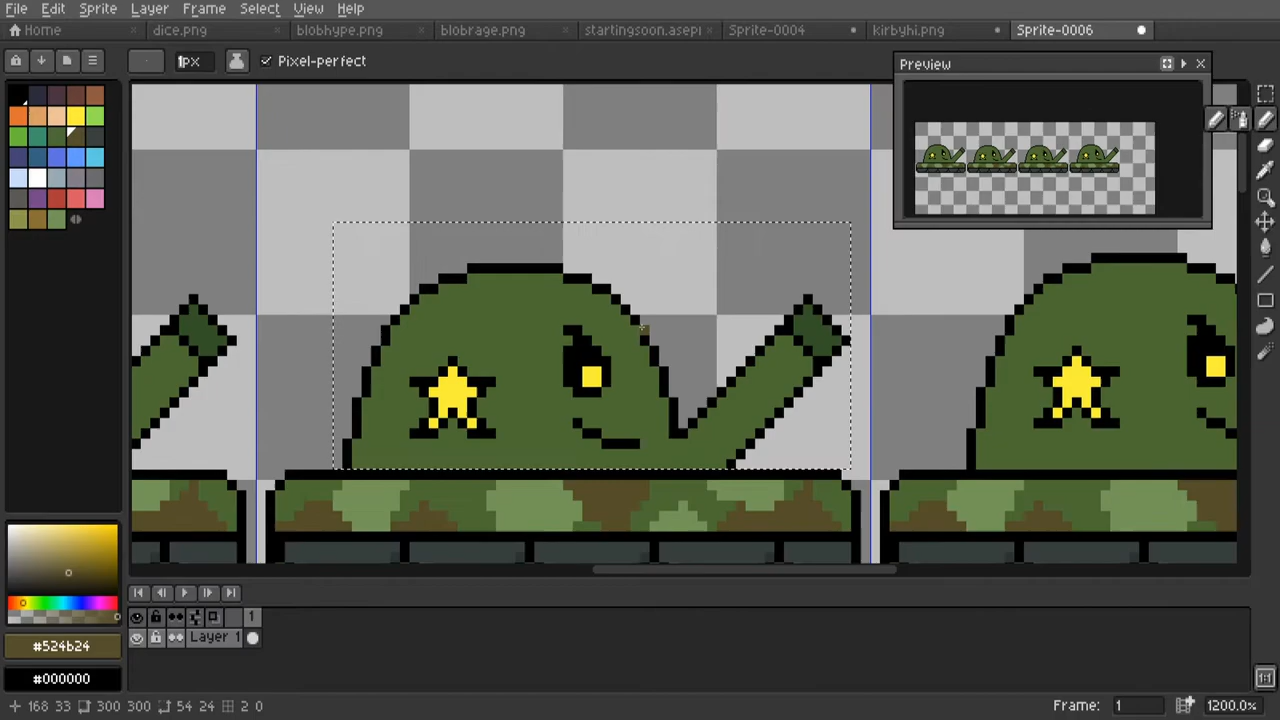 File Edit Sprite Layer Frame Select View Help
Home dice.png blobhype.png blobrage.png startingsoon.asepi Sprite-0004 kirbyhi.png Sprite-0006
1px Pixel-perfect
Preview
1
Layer 1
#524b24
#000000
168 33 300 300 54 24 2 0 Frame: 1 1200.0%
1:1